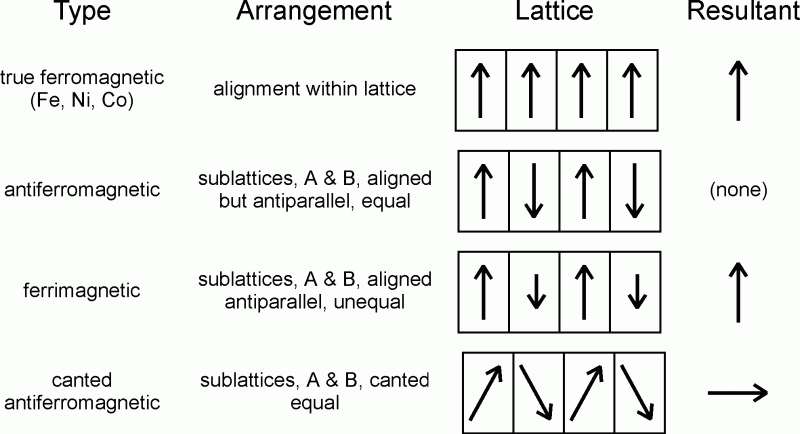 Type Arrangement Lattice Resultant
true ferromagnetic
(Fe, Ni, Co)
alignment within lattice
antiferromagnetic
sublattices, A & B, aligned
but antiparallel, equal
(none)
ferrimagnetic
sublattices, A & B, aligned
antiparallel, unequal
canted
antiferromagnetic
sublattices, A & B, canted
equal